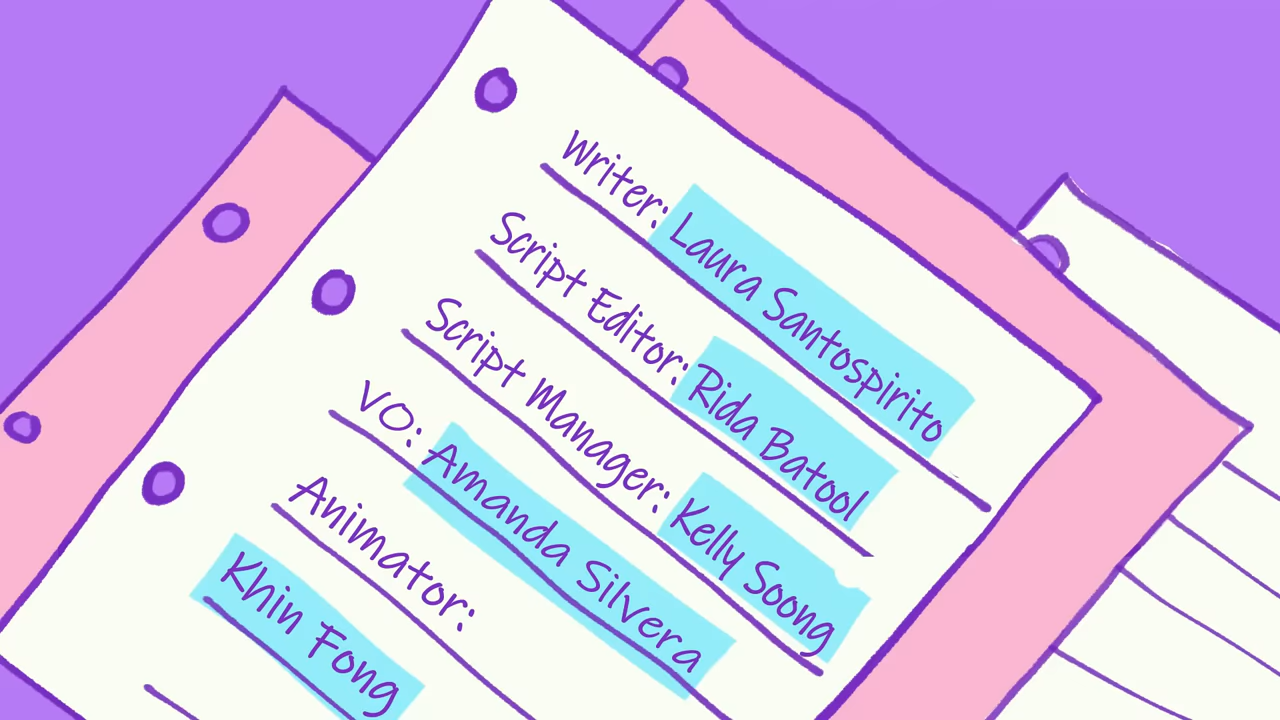 Writer: Laura Santospirito
Script Editor: Rida Batool
Script Manager: Kelly Soong
VO: Amanda Silvera
Animator:
Khin Fong